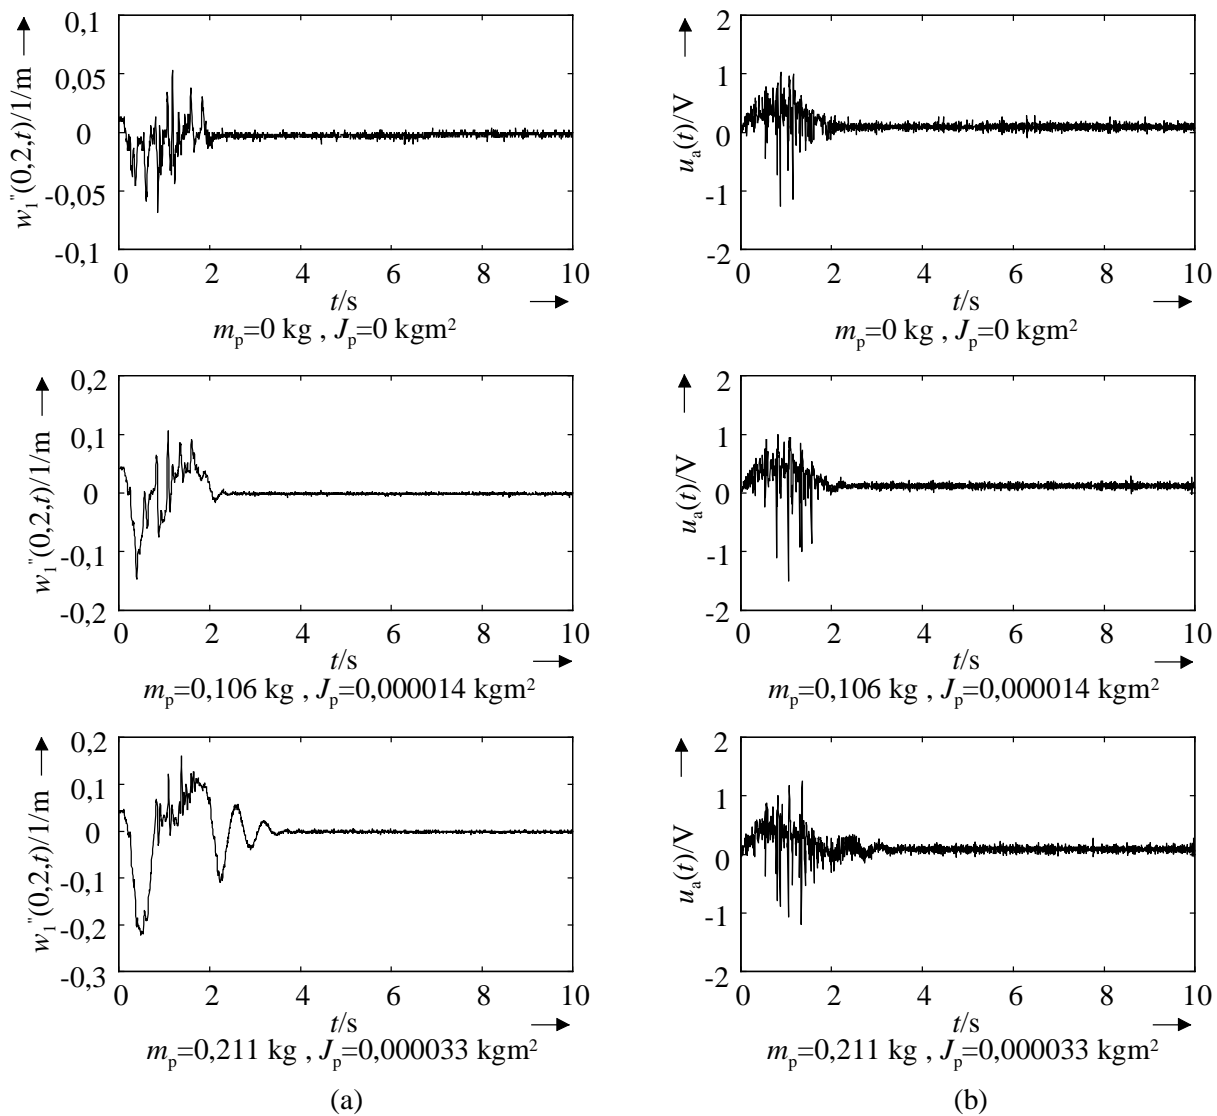 w₁"(0,2,t)/1/m
0,1
0,05
0
-0,05
-0,1
0 2 4 6 8 10
t/s
mₚ=0 kg , Jₚ=0 kgm²
uₐ(t)/V
2
1
0
-1
-2
0 2 4 6 8 10
t/s
mₚ=0 kg , Jₚ=0 kgm²
w₁"(0,2,t)/1/m
0,2
0,1
0
-0,1
-0,2
0 2 4 6 8 10
t/s
mₚ=0,106 kg , Jₚ=0,000014 kgm²
uₐ(t)/V
2
1
0
-1
-2
0 2 4 6 8 10
t/s
mₚ=0,106 kg , Jₚ=0,000014 kgm²
w₁"(0,2,t)/1/m
0,2
0,1
0
-0,1
-0,2
-0,3
0 2 4 6 8 10
t/s
mₚ=0,211 kg , Jₚ=0,000033 kgm²
(a)
uₐ(t)/V
2
1
0
-1
-2
0 2 4 6 8 10
t/s
mₚ=0,211 kg , Jₚ=0,000033 kgm²
(b)